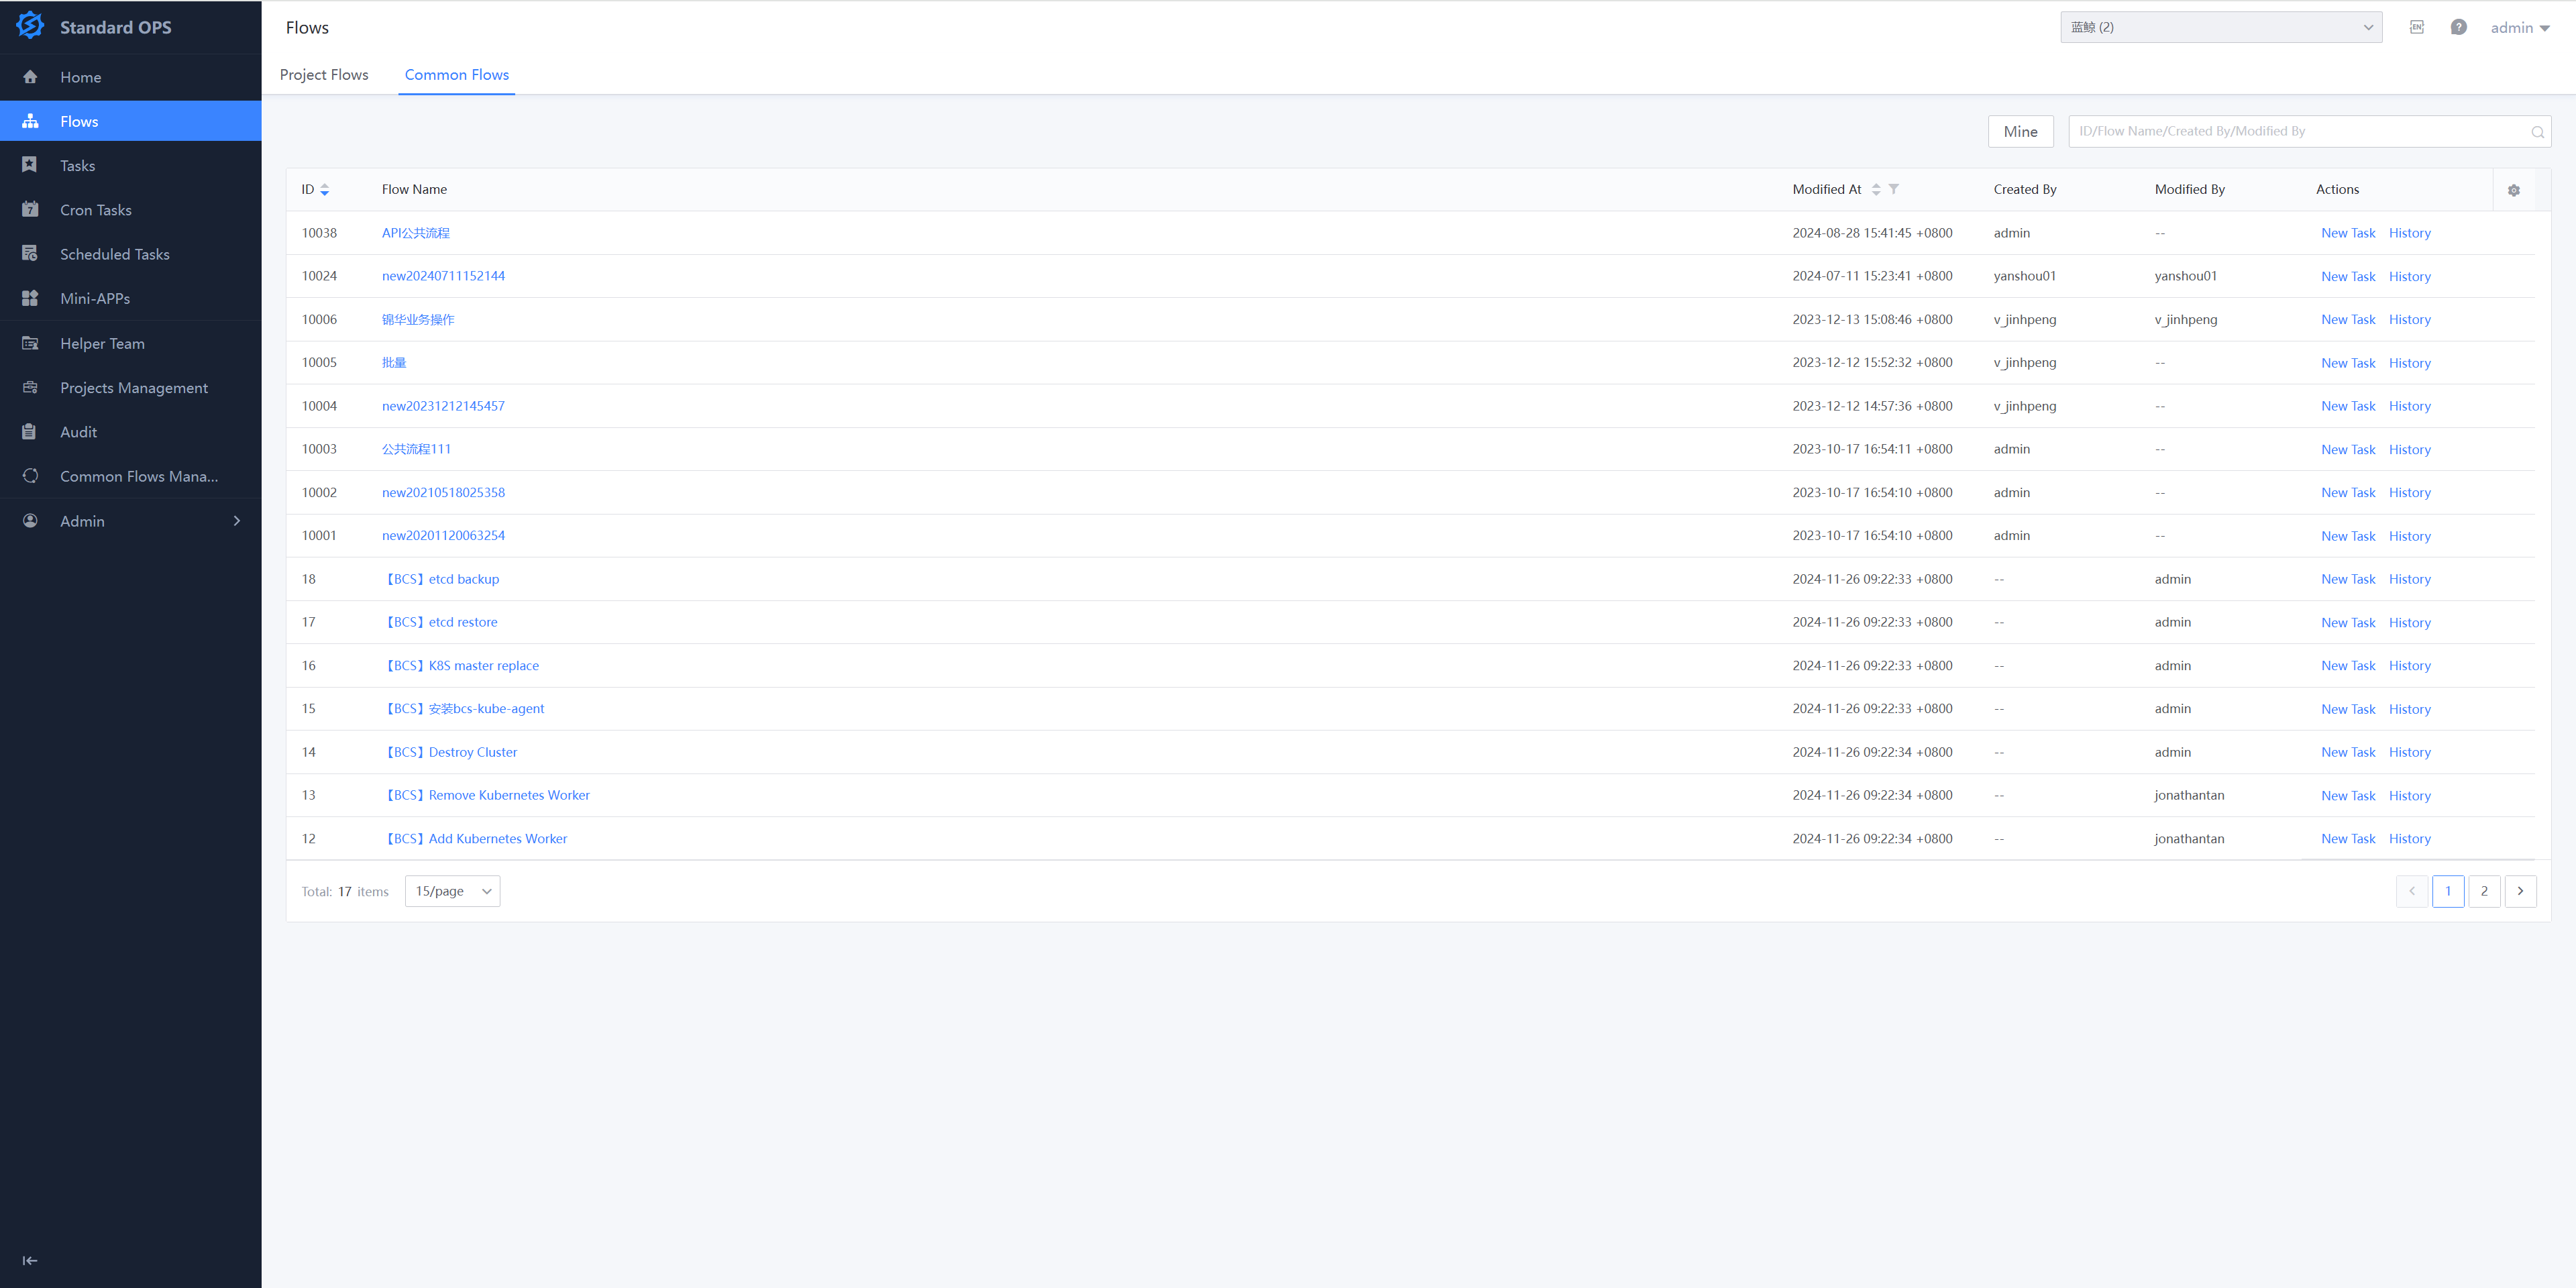 Standard OPS
Home
Flows
Tasks
Cron Tasks
Scheduled Tasks
Mini-APPs
Helper Team
Projects Management
Audit
Common Flows Mana...
Admin
Flows
蓝鲸 (2)
EN
?
admin
Project Flows Common Flows
Mine ID/Flow Name/Created By/Modified By
ID Flow Name Modified At Created By Modified By Actions
10038 API公共流程 2024-08-28 15:41:45 +0800 admin -- New Task History
10024 new20240711152144 2024-07-11 15:23:41 +0800 yanshou01 yanshou01 New Task History
10006 锦华业务操作 2023-12-13 15:08:46 +0800 v_jinhpeng v_jinhpeng New Task History
10005 批量 2023-12-12 15:52:32 +0800 v_jinhpeng -- New Task History
10004 new20231212145457 2023-12-12 14:57:36 +0800 v_jinhpeng -- New Task History
10003 公共流程111 2023-10-17 16:54:11 +0800 admin -- New Task History
10002 new20210518025358 2023-10-17 16:54:10 +0800 admin -- New Task History
10001 new20201120063254 2023-10-17 16:54:10 +0800 admin -- New Task History
18 【BCS】etcd backup 2024-11-26 09:22:33 +0800 -- admin New Task History
17 【BCS】etcd restore 2024-11-26 09:22:33 +0800 -- admin New Task History
16 【BCS】K8S master replace 2024-11-26 09:22:33 +0800 -- admin New Task History
15 【BCS】安装bcs-kube-agent 2024-11-26 09:22:33 +0800 -- admin New Task History
14 【BCS】Destroy Cluster 2024-11-26 09:22:34 +0800 -- admin New Task History
13 【BCS】Remove Kubernetes Worker 2024-11-26 09:22:34 +0800 -- jonathantan New Task History
12 【BCS】Add Kubernetes Worker 2024-11-26 09:22:34 +0800 -- jonathantan New Task History
Total: 17 items 15/page 1 2